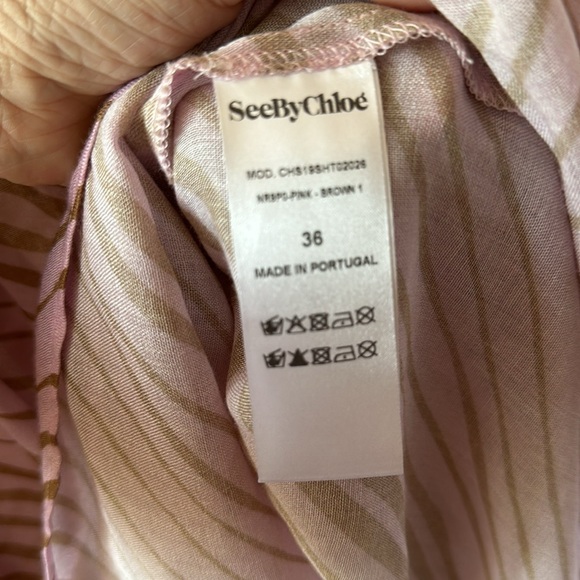 SeeByChloé
MOD. CHS19SHT02026
NR8P0-PINK - BROWN 1
36
MADE IN PORTUGAL